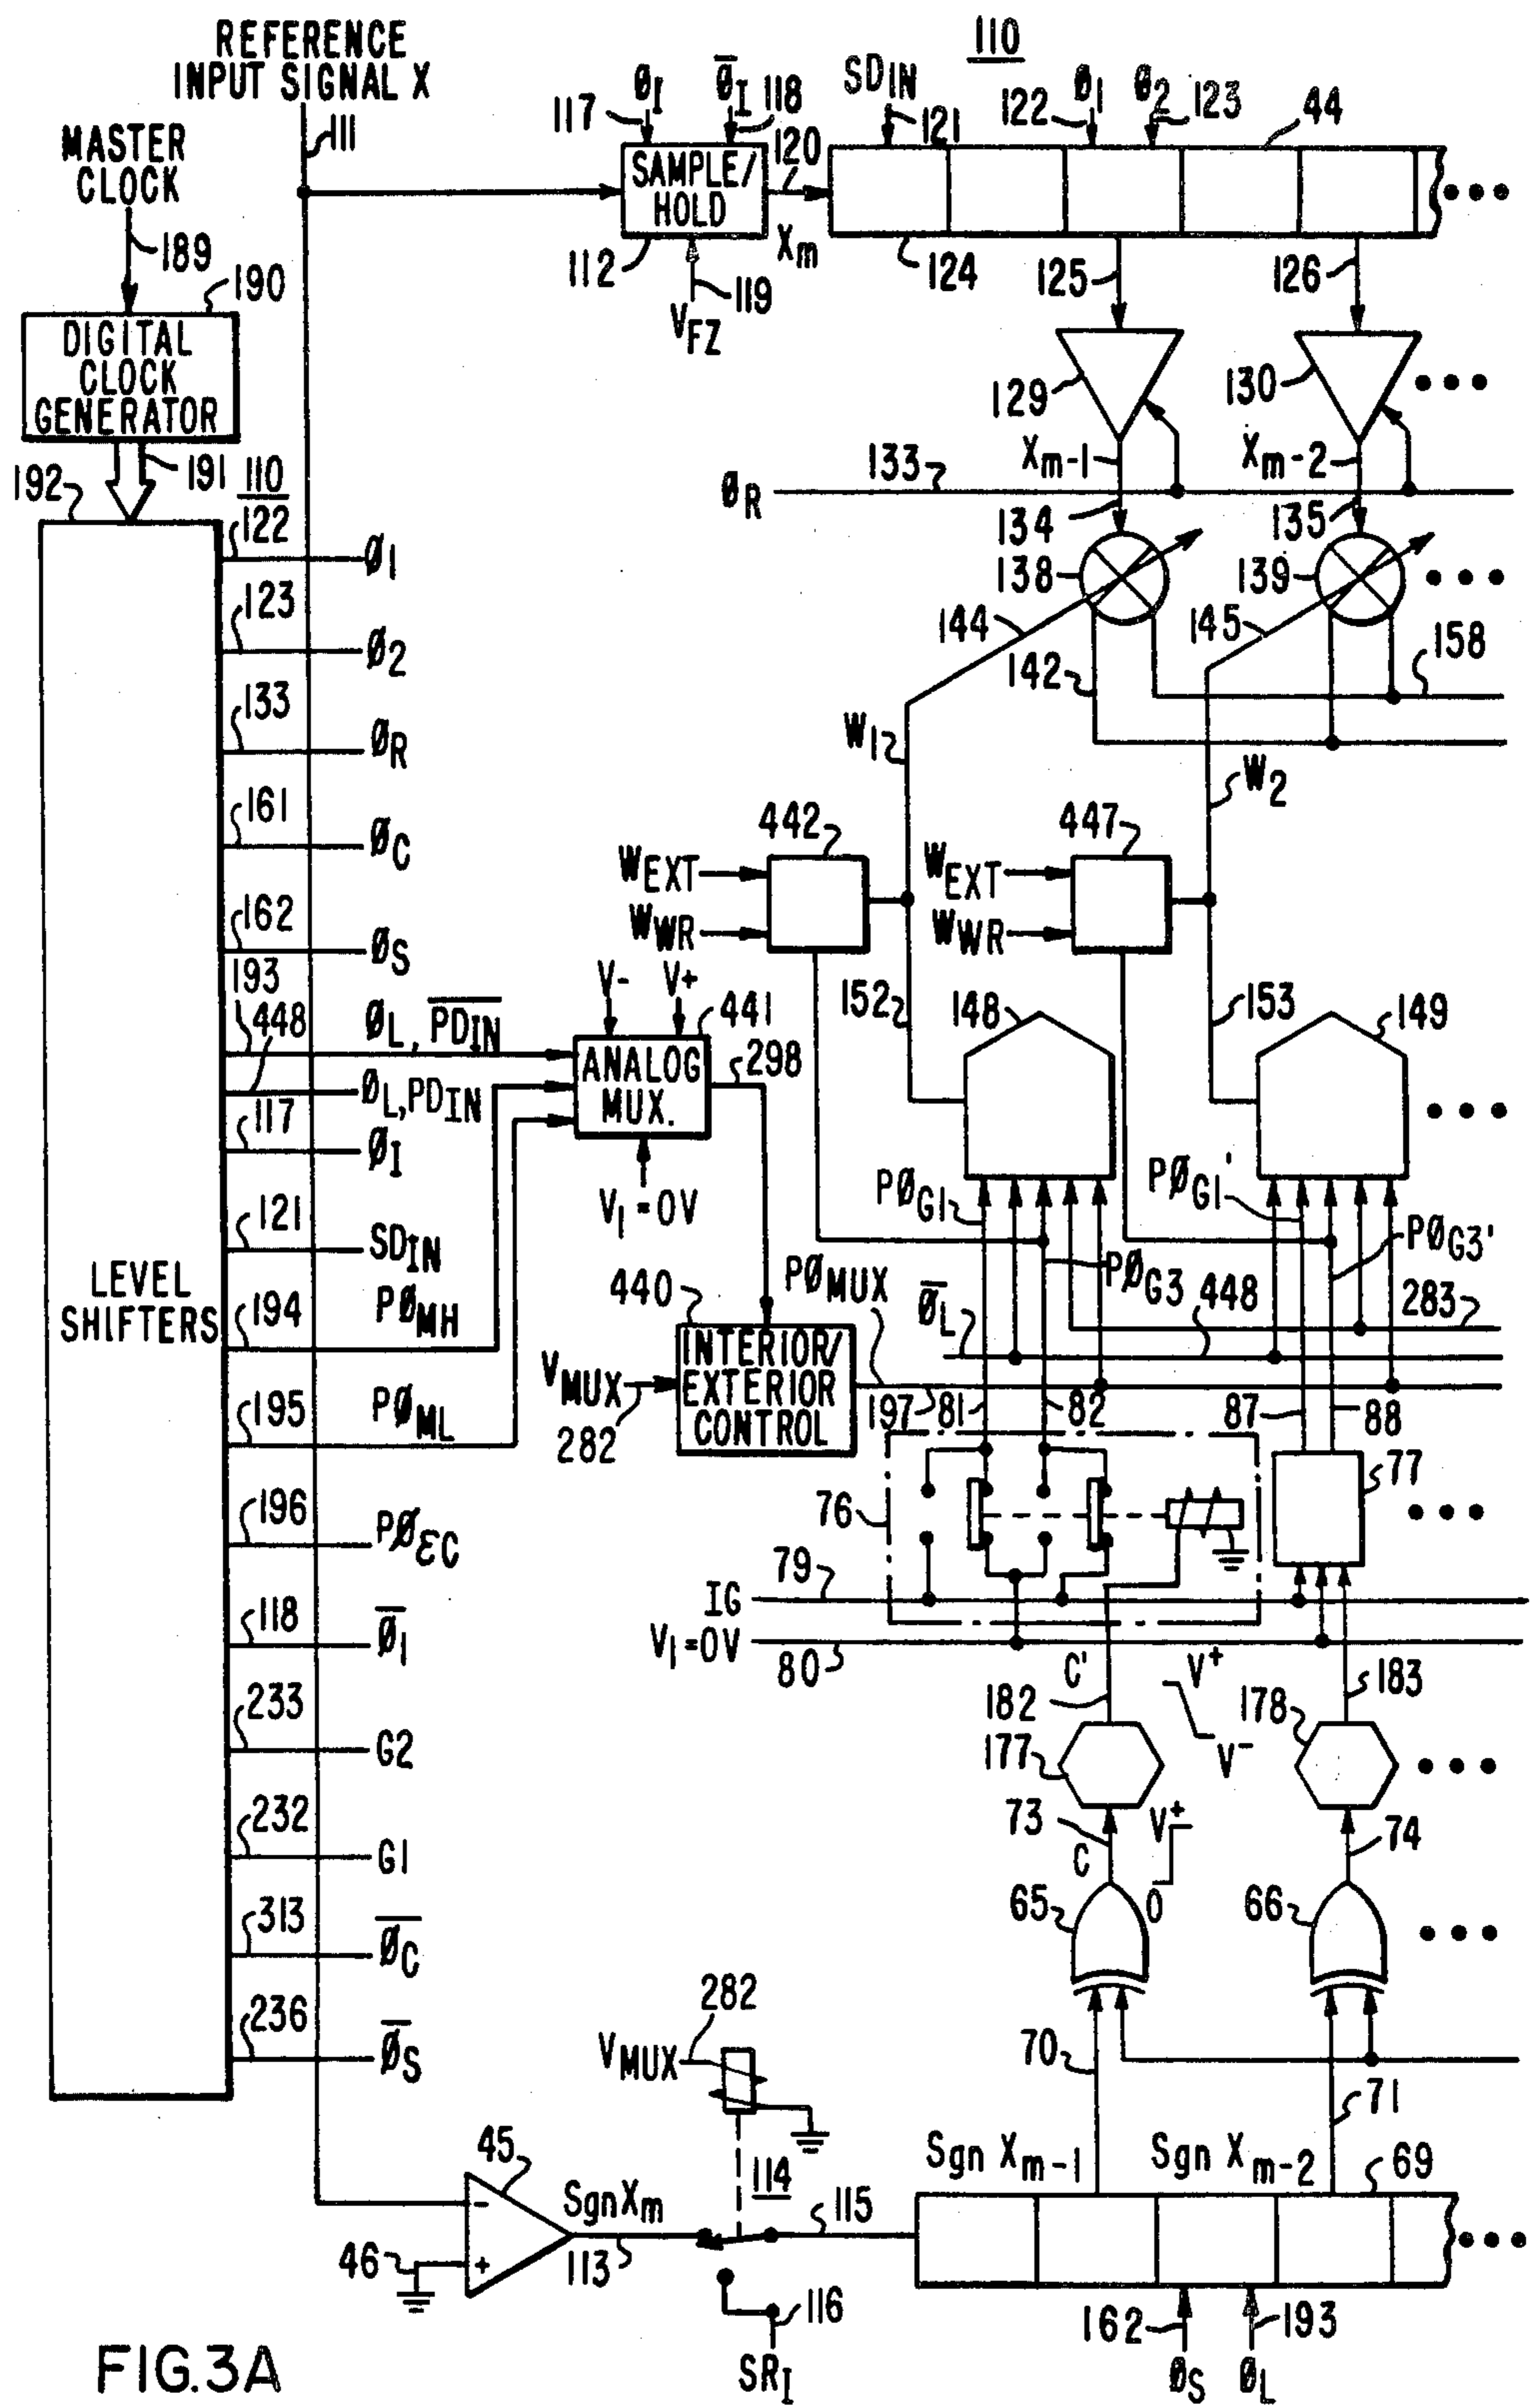 REFERENCE
INPUT SIGNAL X
111
MASTER
CLOCK
189
190
DIGITAL
CLOCK
GENERATOR
191
110
192
122
Ø1
123
Ø2
133
ØR
161
ØC
162
ØS
193
448
ØL, P̅D̅I̅N̅
ØL, PDIN
117
ØI
121
SDIN
LEVEL
SHIFTERS
194
PØMH
195
PØML
196
PØεC
118
Ø̅1
233
G2
232
G1
313
Ø̅C
236
Ø̅S
110
117
ØI
Ø̅I
118
SAMPLE/
HOLD
112
119
VFZ
120
Xm
SDIN
121
122
Ø1
Ø2
123
44
124
125
126
129
130
Xm-1
Xm-2
ØR
133
134
135
138
139
144
145
142
158
W1
W2
442
447
WEXT
WWR
WEXT
WWR
V-
V+
441
ANALOG
MUX.
298
V1=0V
152
148
153
149
PØG1
PØG1'
PØG3
PØG3'
440
PØMUX
Ø̅L
448
283
INTERIOR/
EXTERIOR
CONTROL
VMUX
282
197
81
82
87
88
76
77
79
IG
V1=0V
80
C'
182
V+
V-
183
177
178
73
C
V+
0
74
65
66
70
71
282
VMUX
114
45
SgnXm
113
115
46
-
+
116
SRI
Sgn Xm-1
Sgn Xm-2
69
162
193
ØS
ØL
FIG.3A